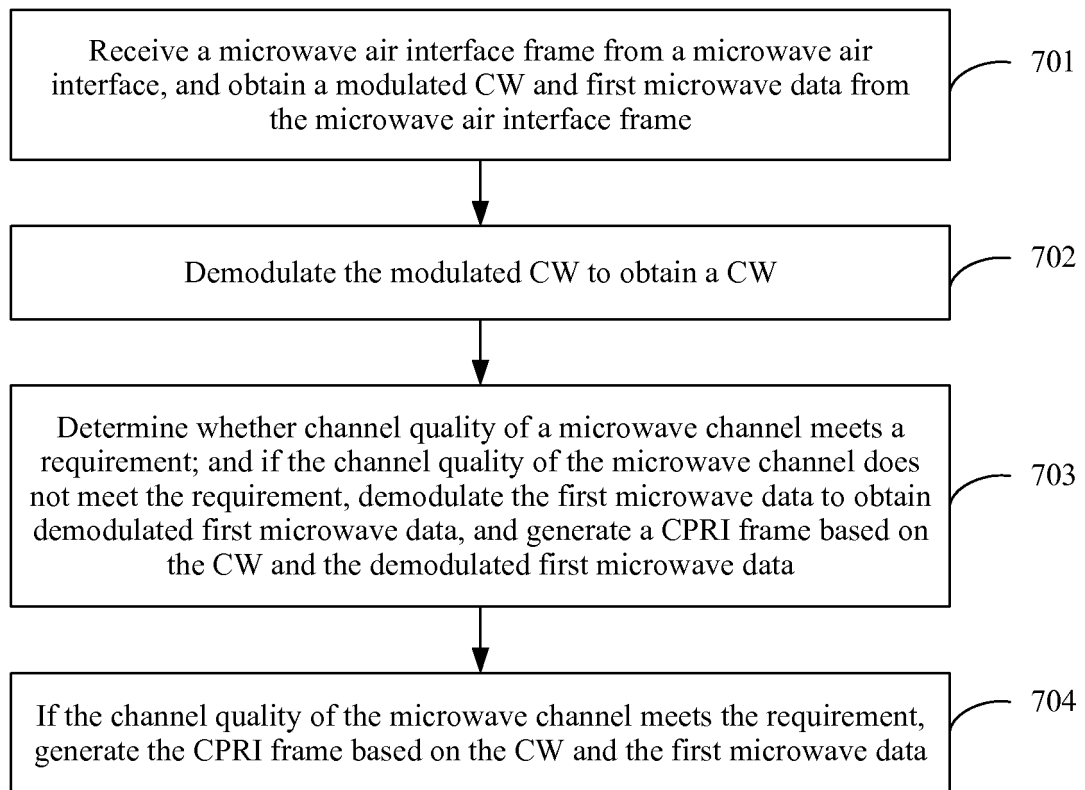 Receive a microwave air interface frame from a microwave air
interface, and obtain a modulated CW and first microwave data from
the microwave air interface frame
701
Demodulate the modulated CW to obtain a CW
702
Determine whether channel quality of a microwave channel meets a
requirement; and if the channel quality of the microwave channel does
not meet the requirement, demodulate the first microwave data to obtain
demodulated first microwave data, and generate a CPRI frame based on
the CW and the demodulated first microwave data
703
If the channel quality of the microwave channel meets the requirement,
generate the CPRI frame based on the CW and the first microwave data
704